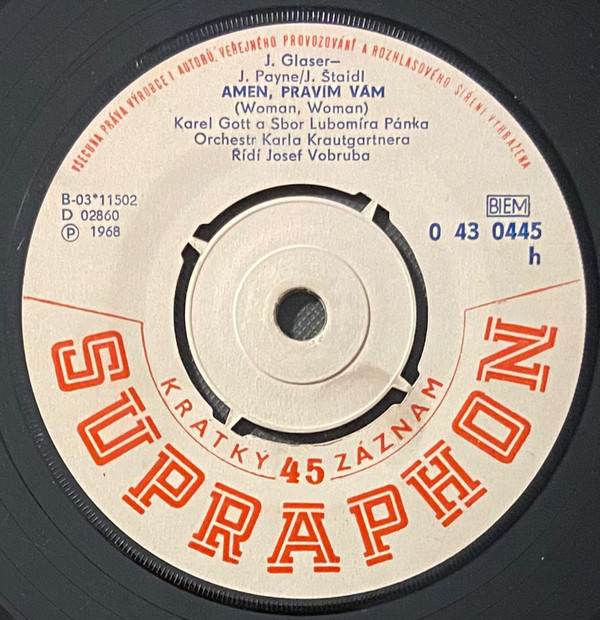 VŠECHNA PRÁVA VÝROBCE I AUTORŮ, VEŘEJNÉHO PROVOZOVÁNÍ A ROZHLASOVÉHO ŠÍŘENÍ VYHRAZENA
J. Glaser–
J. Payne/J. Štaidl
AMEN, PRAVÍM VÁM
(Woman, Woman)
Karel Gott a Sbor Lubomíra Pánka
Orchestr Karla Krautgartnera
Řídí Josef Vobruba
B-03*11502
D 02860
Ⓟ 1968
BIEM
0 43 0445
h
KRÁTKÝ 45 ZÁZNAM
SUPRAPHON